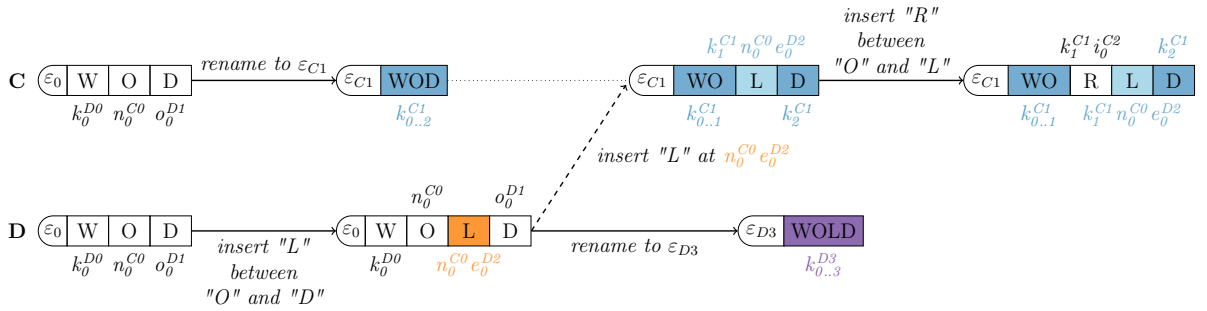 insert "R"
between
"O" and "L"
k_1^{C1} n_0^{C0} e_0^{D2}
k_1^{C1} i_0^{C2}
k_2^{C1}
C
ε_0 W O D
rename to ε_{C1}
ε_{C1} WOD
ε_{C1} WO L D
ε_{C1} WO R L D
k_0^{D0} n_0^{C0} o_0^{D1}
k_{0..2}^{C1}
k_{0..1}^{C1}
k_2^{C1}
k_{0..1}^{C1}
k_1^{C1} n_0^{C0} e_0^{D2}
insert "L" at n_0^{C0} e_0^{D2}
n_0^{C0}
o_0^{D1}
D
ε_0 W O D
ε_0 W O L D
rename to ε_{D3}
ε_{D3} WOLD
k_0^{D0} n_0^{C0} o_0^{D1}
insert "L"
between
"O" and "D"
k_0^{D0}
n_0^{C0} e_0^{D2}
k_{0..3}^{D3}